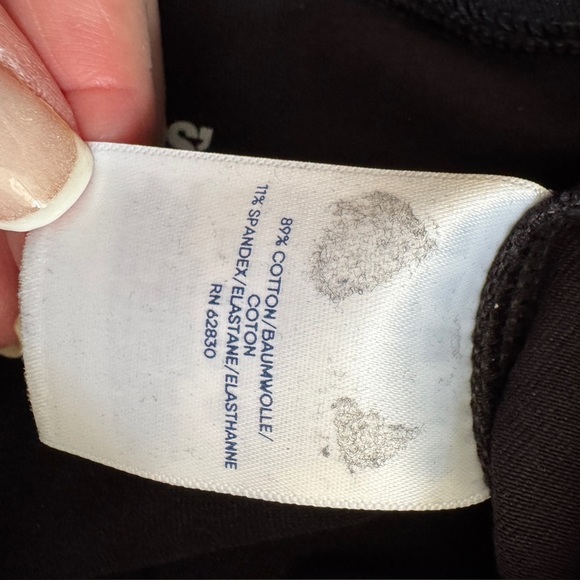 89% COTTON/BAUMWOLLE/
COTON
11% SPANDEX/ELASTANE/ELASTHANNE
RN 62830